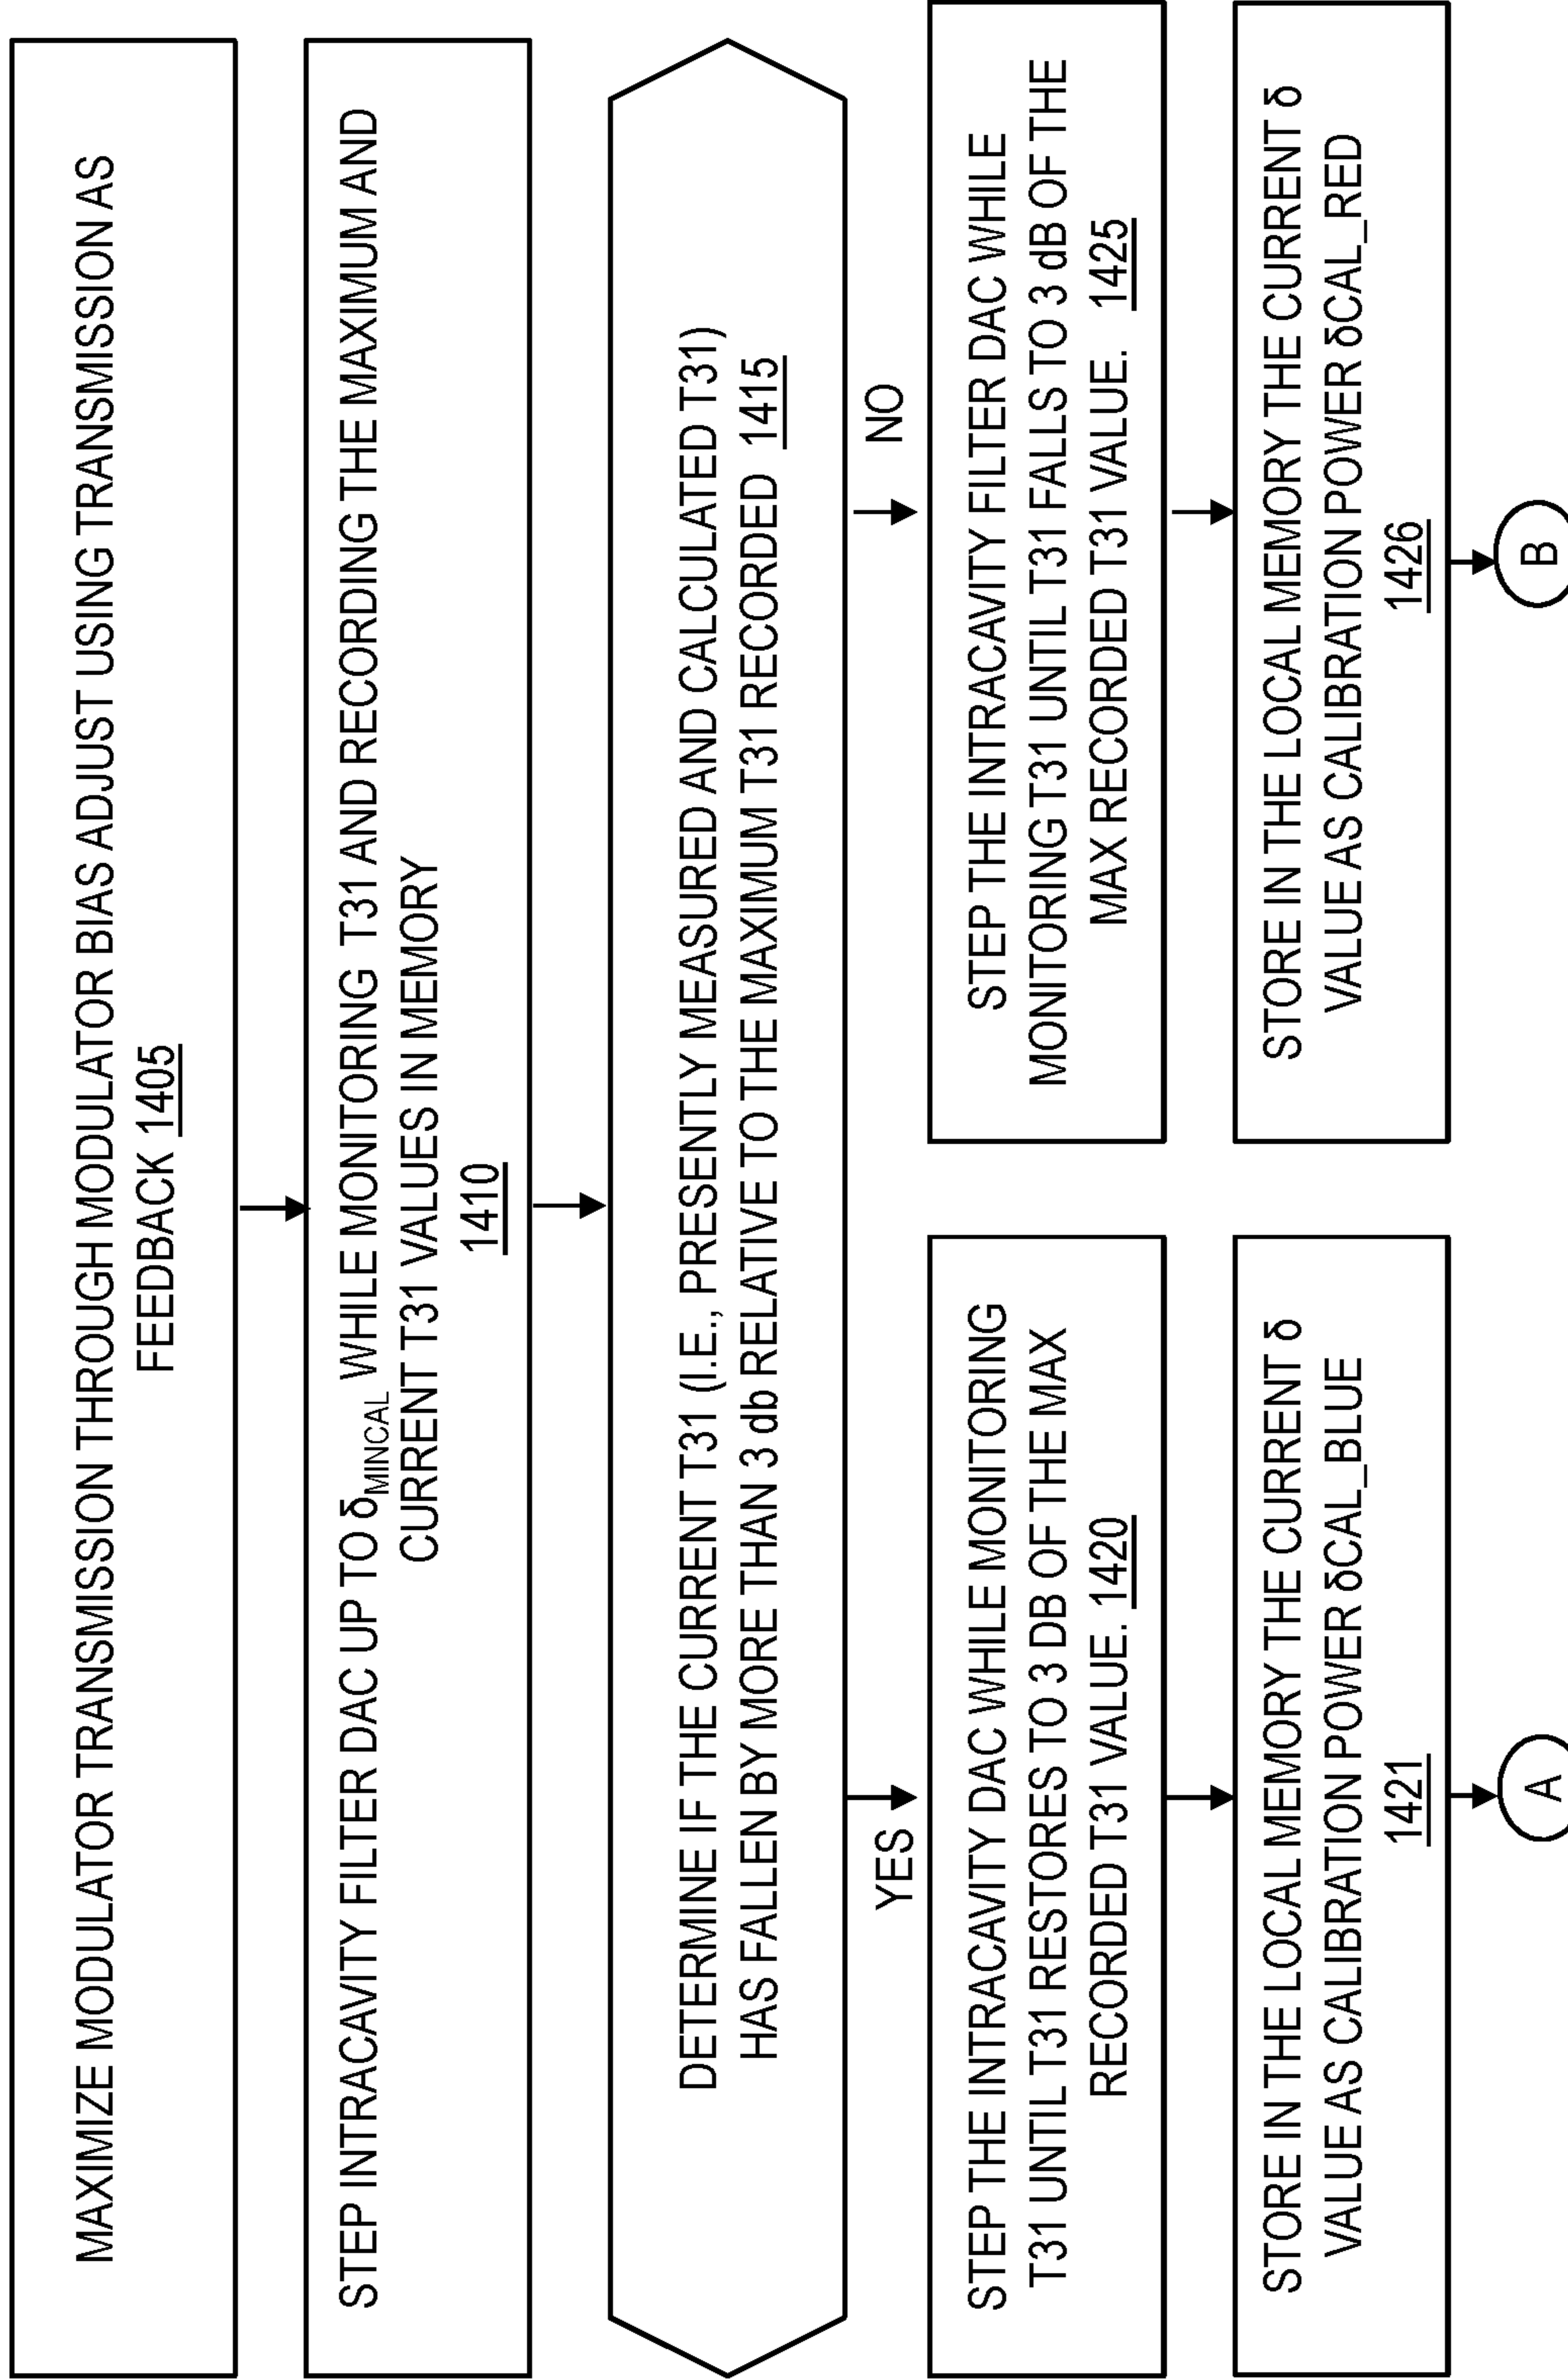 MAXIMIZE MODULATOR TRANSMISSION THROUGH MODULATOR BIAS ADJUST USING TRANSMISSION AS
FEEDBACK 1405
STEP INTRACAVITY FILTER DAC UP TO δMINCAL WHILE MONITORING T31 AND RECORDING THE MAXIMUM AND
CURRENT T31 VALUES IN MEMORY
1410
DETERMINE IF THE CURRENT T31 (I.E., PRESENTLY MEASURED AND CALCULATED T31)
HAS FALLEN BY MORE THAN 3 db RELATIVE TO THE MAXIMUM T31 RECORDED 1415
YES
STEP THE INTRACAVITY DAC WHILE MONITORING
T31 UNTIL T31 RESTORES TO 3 DB OF THE MAX
RECORDED T31 VALUE. 1420
STORE IN THE LOCAL MEMORY THE CURRENT δ
VALUE AS CALIBRATION POWER δCAL_BLUE
1421
A
NO
STEP THE INTRACAVITY FILTER DAC WHILE
MONITORING T31 UNTIL T31 FALLS TO 3 dB OF THE
MAX RECORDED T31 VALUE. 1425
STORE IN THE LOCAL MEMORY THE CURRENT δ
VALUE AS CALIBRATION POWER δCAL_RED
1426
B